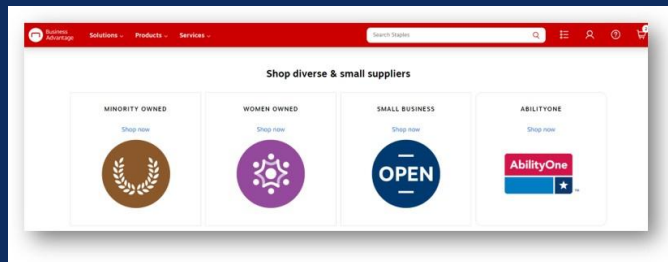 Business Advantage Solutions Products Services Search Staples
Shop diverse & small suppliers
MINORITY OWNED WOMEN OWNED SMALL BUSINESS ABILITYONE
Shop now Shop now Shop now Shop now
OPEN AbilityOne